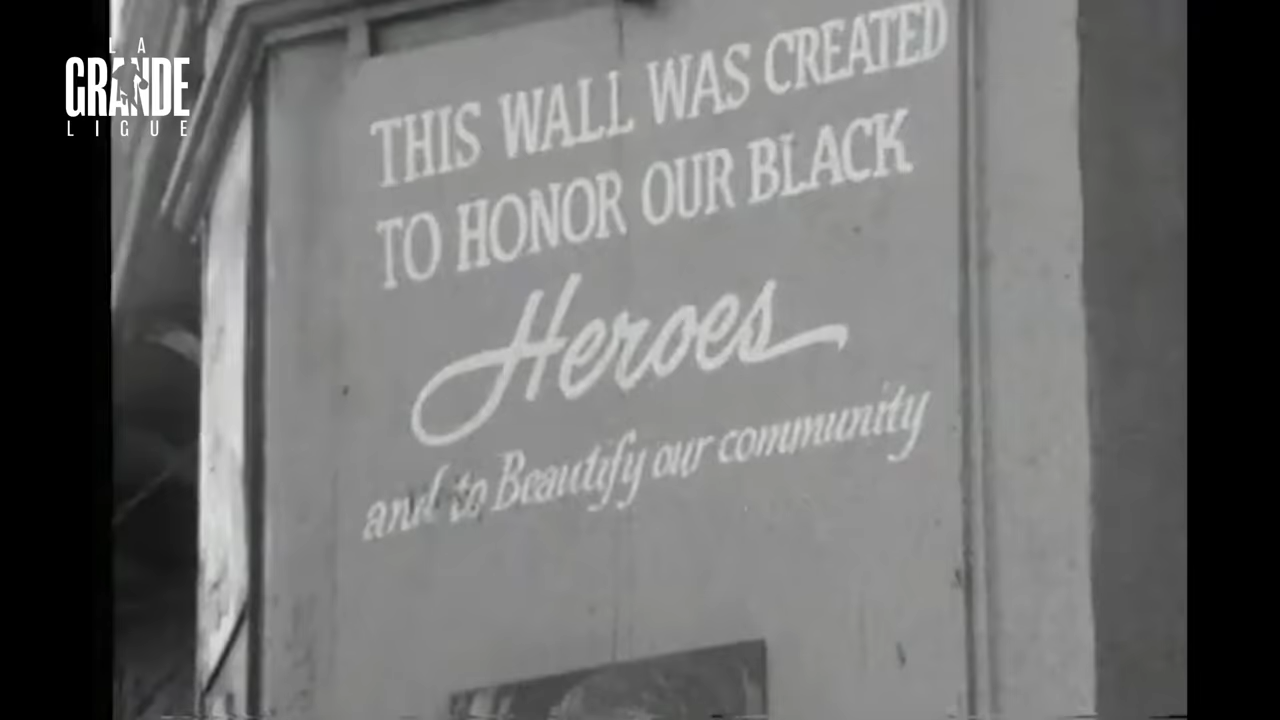 LA
GRANDE
LIGUE
THIS WALL WAS CREATED
TO HONOR OUR BLACK
Heroes
and to Beautify our community